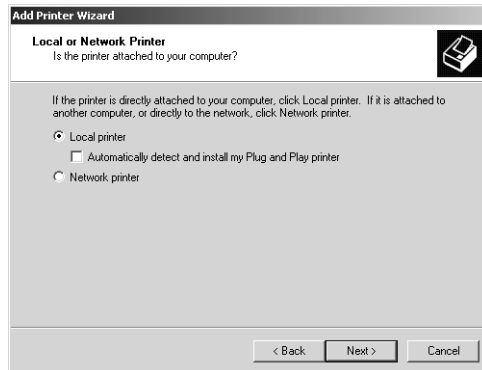 Add Printer Wizard
Local or Network Printer
Is the printer attached to your computer?
If the printer is directly attached to your computer, click Local printer. If it is attached to
another computer, or directly to the network, click Network printer.
Local printer
Automatically detect and install my Plug and Play printer
Network printer
< Back Next > Cancel